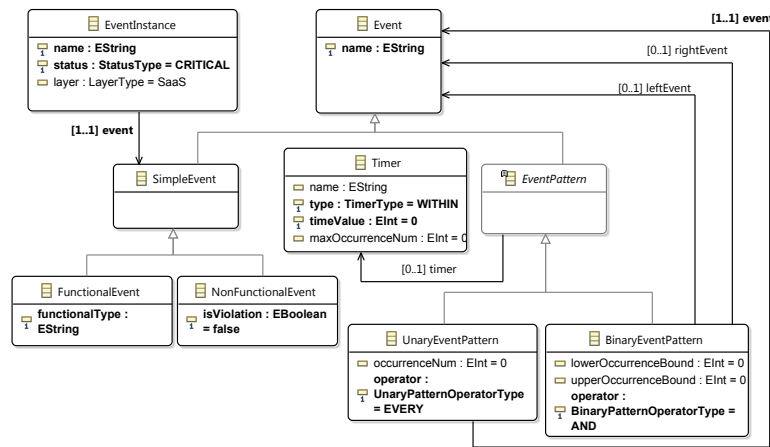 EventInstance
name : EString
status : StatusType = CRITICAL
layer : LayerType = SaaS
Event
name : EString
[1..1] event
[0..1] rightEvent
[0..1] leftEvent
[1..1] event
SimpleEvent
Timer
name : EString
type : TimerType = WITHIN
timeValue : EInt = 0
maxOccurrenceNum : EInt = 0
EventPattern
[0..1] timer
FunctionalEvent
functionalType :
EString
NonFunctionalEvent
isViolation : EBoolean
= false
UnaryEventPattern
occurrenceNum : EInt = 0
operator :
UnaryPatternOperatorType
= EVERY
BinaryEventPattern
lowerOccurrenceBound : EInt = 0
upperOccurrenceBound : EInt = 0
operator :
BinaryPatternOperatorType =
AND